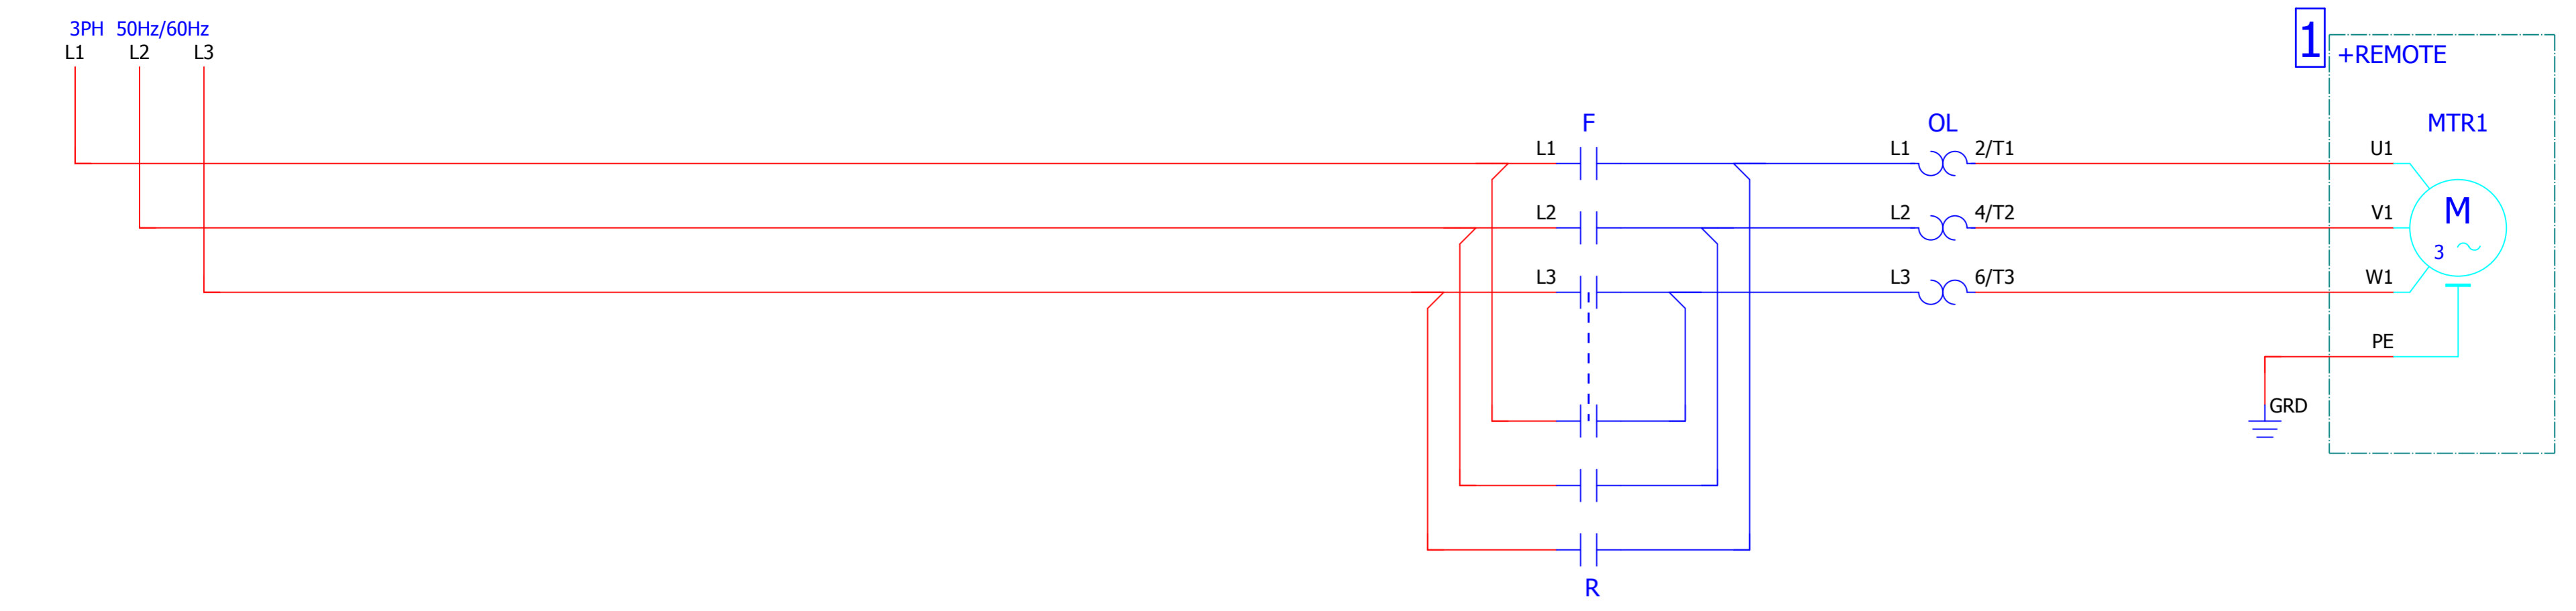 3PH 50Hz/60Hz
L1 L2 L3
1
+REMOTE
F OL MTR1
L1 L1 2/T1 U1
M
L2 L2 4/T2 V1
3
L3 L3 6/T3 W1
PE
GRD
R